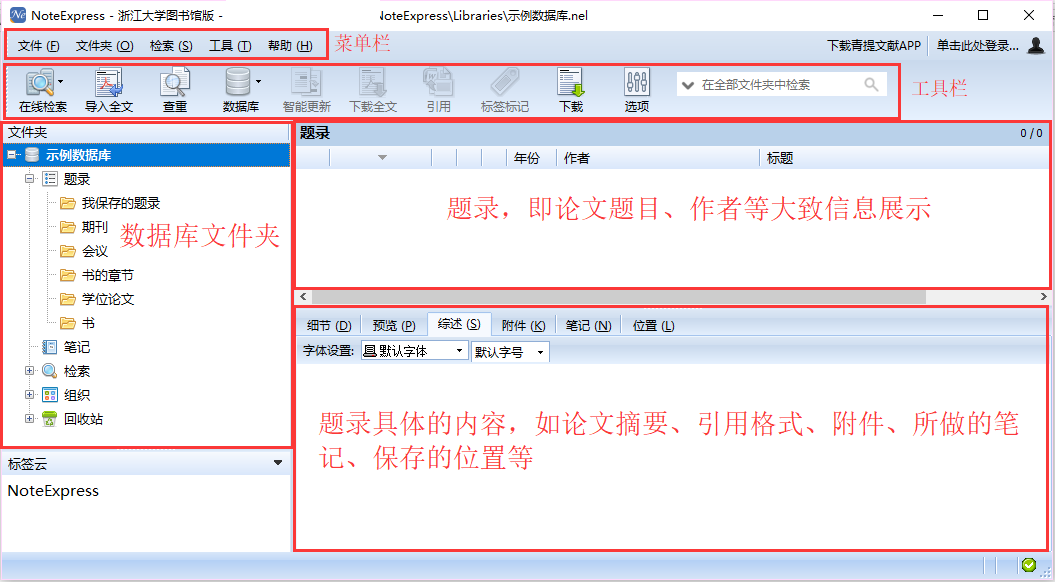 NoteExpress - 浙江大学图书馆版 - NoteExpress\Libraries\示例数据库.nel
文件 (F) 文件夹 (O) 检索 (S) 工具 (T) 帮助 (H) 菜单栏 下载青提文献APP 单击此处登录...
在线检索 导入全文 查重 数据库 智能更新 下载全文 引用 标签标记 下载 选项 在全部文件夹中检索 工具栏
文件夹
示例数据库
题录
我保存的题录
期刊
会议
书的章节
学位论文
书
笔记
检索
组织
回收站
数据库文件夹
标签云
NoteExpress
题录 0 / 0
年份 作者 标题
题录，即论文题目、作者等大致信息展示
细节 (D) 预览 (P) 综述 (S) 附件 (K) 笔记 (N) 位置 (L)
字体设置: 默认字体 默认字号
题录具体的内容，如论文摘要、引用格式、附件、所做的笔
记、保存的位置等